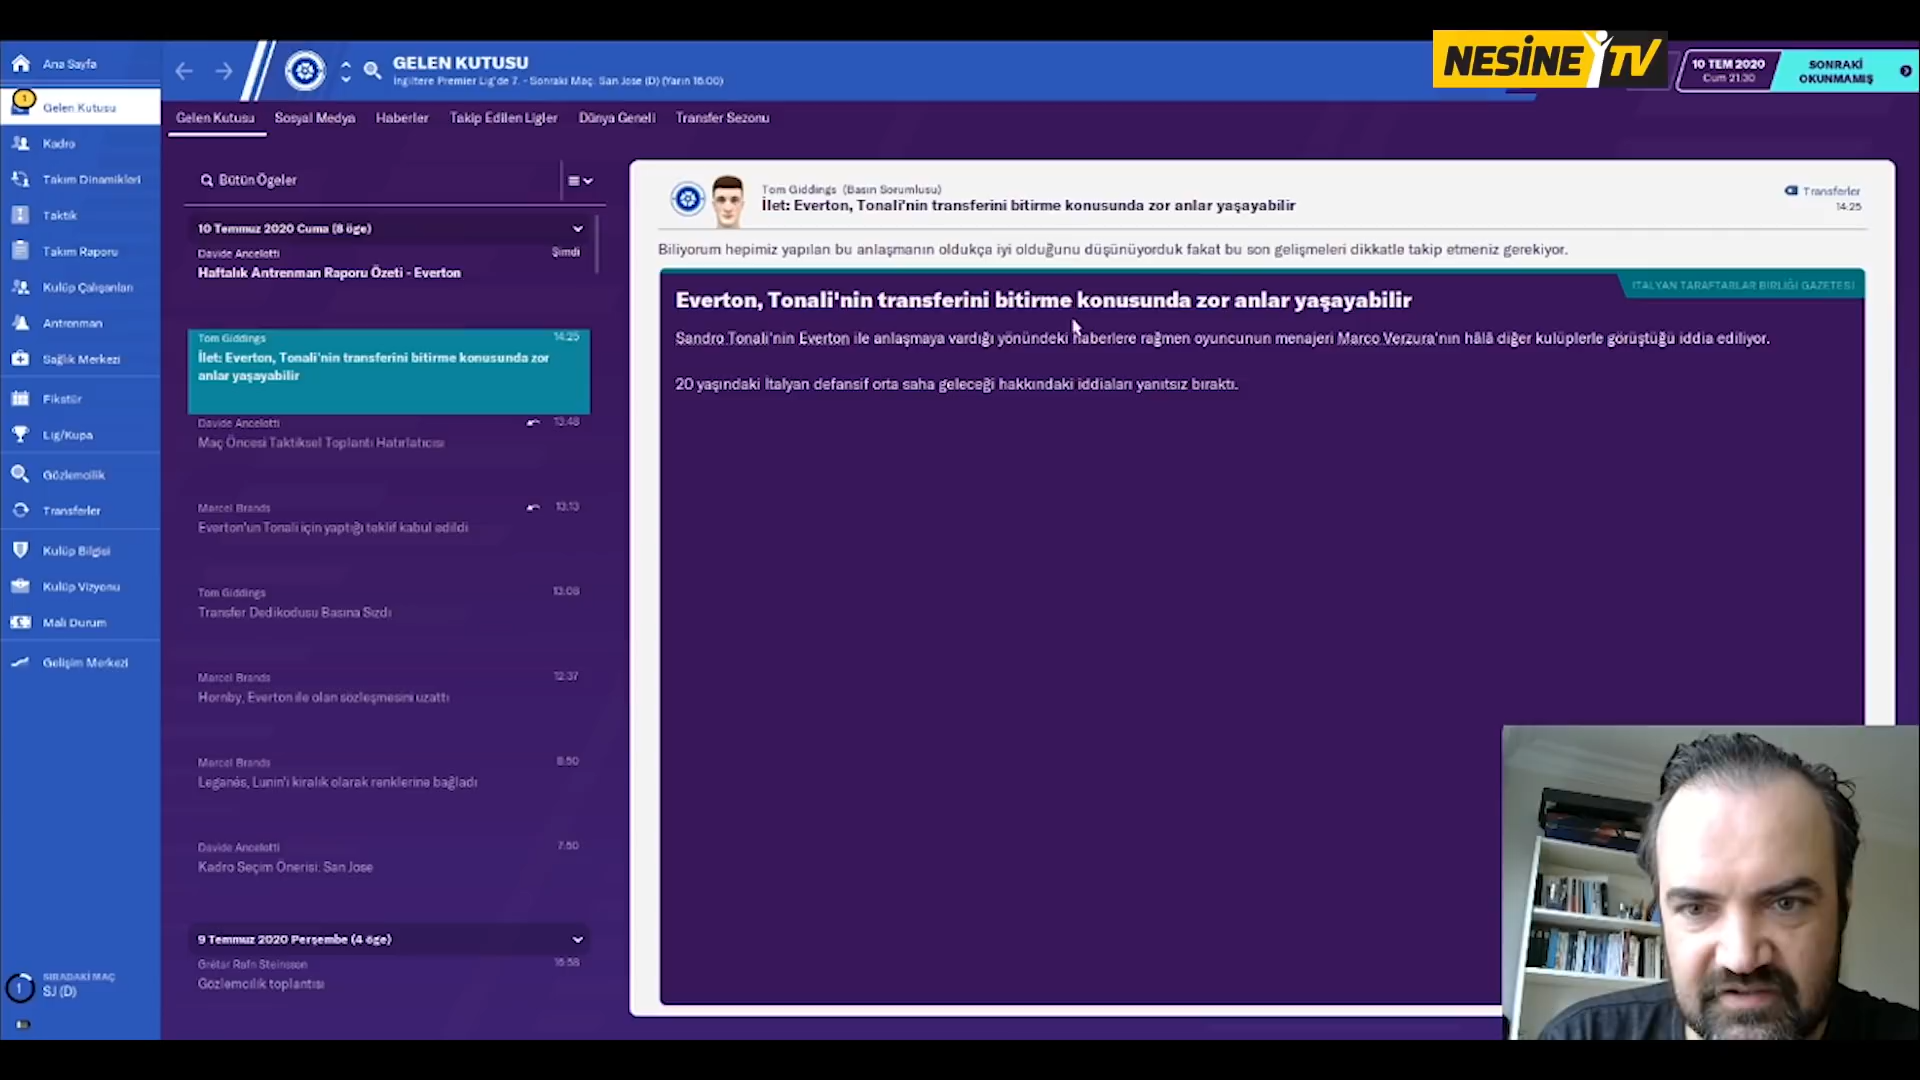 NESİNE TV
Ana Sayfa
1
Gelen Kutusu
Kadro
Takım Dinamikleri
Taktik
Takım Raporu
Kulüp Çalışanları
Antrenman
Sağlık Merkezi
Fikstür
Lig/Kupa
Gözlemcilik
Transferler
Kulüp Bilgisi
Kulüp Vizyonu
Mali Durum
Gelişim Merkezi
1
SIRADAKİ MAÇ
SJ (D)
GELEN KUTUSU
İngiltere Premier Lig'de 7. - Sonraki Maç: San Jose (D) (Yarın 16:00)
10 TEM 2020
Cum 21:30
SONRAKİ
OKUNMAMIŞ
Gelen Kutusu Sosyal Medya Haberler Takip Edilen Ligler Dünya Geneli Transfer Sezonu
Bütün Ögeler
10 Temmuz 2020 Cuma (8 öge)
Davide Ancelotti Şimdi
Haftalık Antrenman Raporu Özeti - Everton
Tom Giddings 14:25
İlet: Everton, Tonali'nin transferini bitirme konusunda zor
anlar yaşayabilir
Davide Ancelotti 13:48
Maç Öncesi Taktiksel Toplantı Hatırlatıcısı
Marcel Brands 13:13
Everton'un Tonali için yaptığı teklif kabul edildi
Tom Giddings 13:08
Transfer Dedikodusu Basına Sızdı
Marcel Brands 12:37
Hornby, Everton ile olan sözleşmesini uzattı
Marcel Brands 8:50
Leganés, Lunin'i kiralık olarak renklerine bağladı
Davide Ancelotti 7:50
Kadro Seçim Önerisi: San Jose
9 Temmuz 2020 Perşembe (4 öge)
Grétar Rafn Steinsson 16:58
Gözlemcilik toplantısı
Tom Giddings (Basın Sorumlusu)
İlet: Everton, Tonali'nin transferini bitirme konusunda zor anlar yaşayabilir
Transferler
14:25
Biliyorum hepimiz yapılan bu anlaşmanın oldukça iyi olduğunu düşünüyorduk fakat bu son gelişmeleri dikkatle takip etmeniz gerekiyor.
İTALYAN TARAFTARLAR BİRLİĞİ GAZETESİ
Everton, Tonali'nin transferini bitirme konusunda zor anlar yaşayabilir
Sandro Tonali'nin Everton ile anlaşmaya vardığı yönündeki haberlere rağmen oyuncunun menajeri Marco Verzura'nın hâlâ diğer kulüplerle görüştüğü iddia ediliyor.
20 yaşındaki İtalyan defansif orta saha geleceği hakkındaki iddiaları yanıtsız bıraktı.